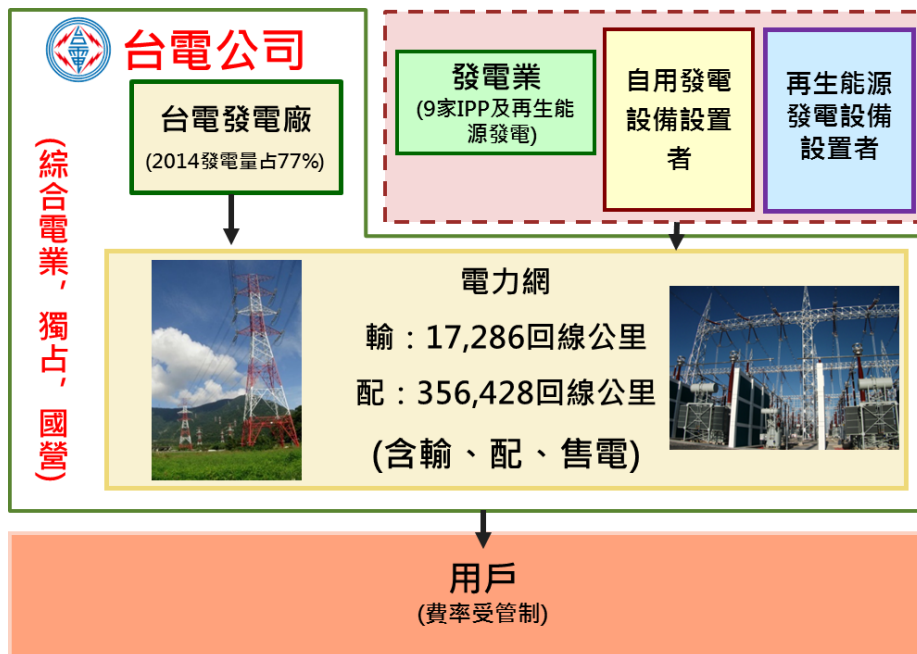 台電
台電公司
(綜合電業，獨占，國營)
台電發電廠
(2014發電量占77%)
發電業
(9家IPP及再生能
源發電)
自用發電
設備設置
者
再生能源
發電設備
設置者
電力網
輸：17,286回線公里
配：356,428回線公里
(含輸、配、售電)
用戶
(費率受管制)